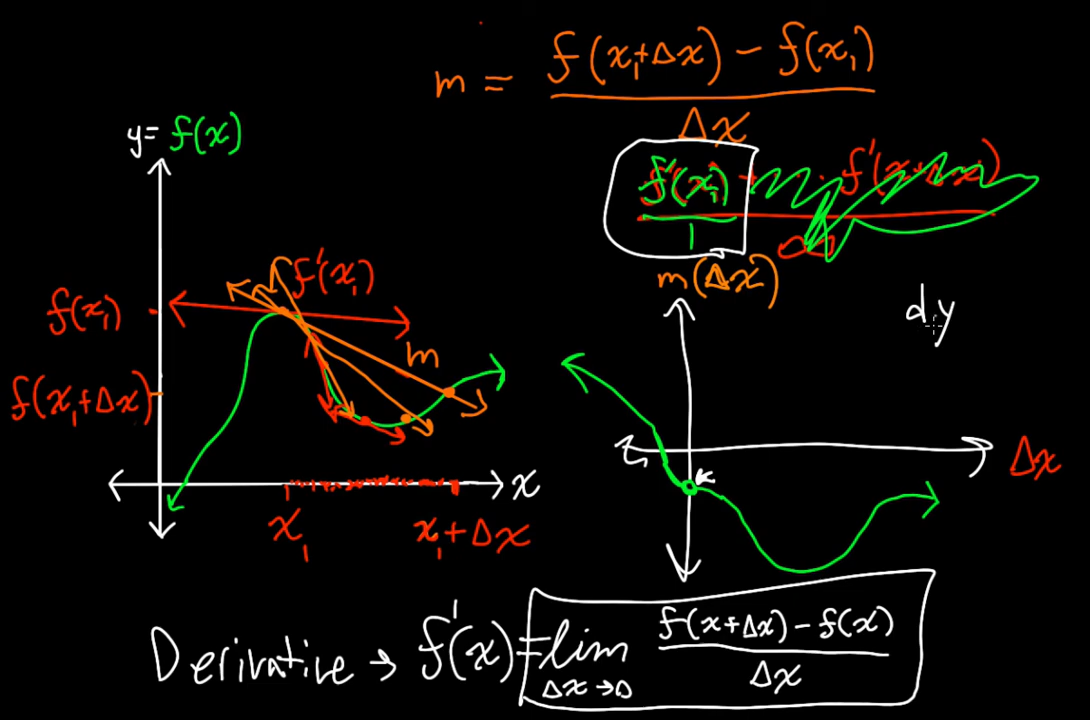 m = f(x₁+Δx) − f(x₁)
Δx
y= f(x)
f'(x₁)
1
f'(x₁)
f(x₁)
m
f(x₁+Δx)
x
x₁
x₁+Δx
m(Δx)
dy
Δx
Derivative → f'(x) = lim Δx→0 f(x+Δx) − f(x)
Δx